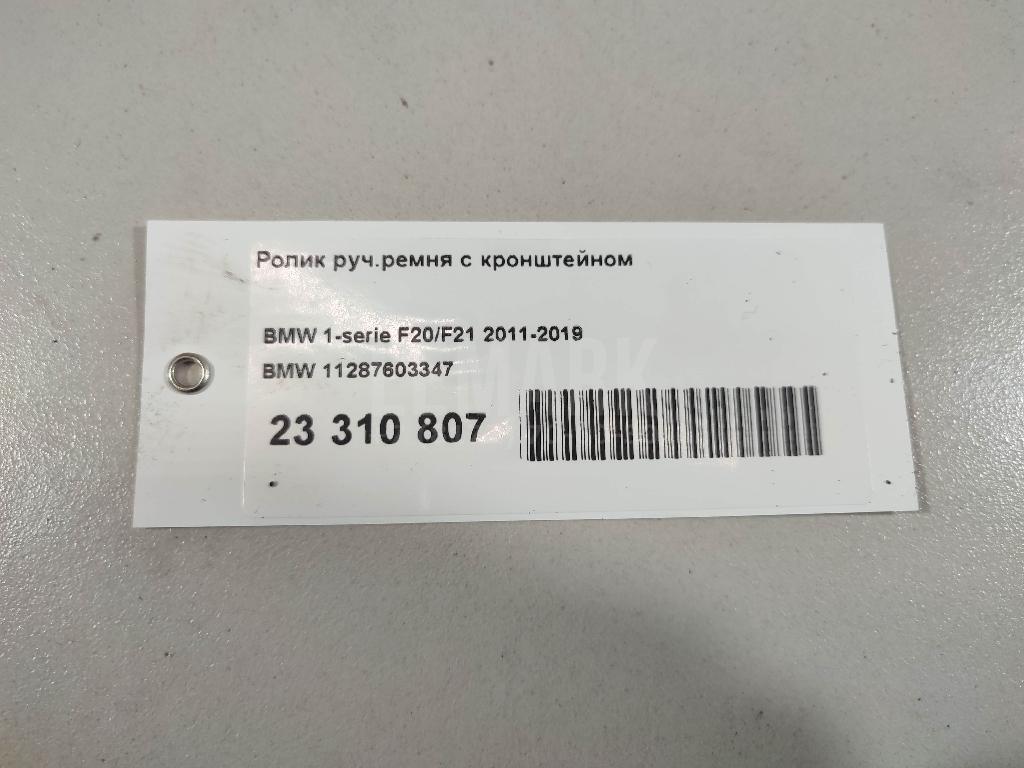 Ролик руч.ремня с кронштейном
BMW 1-serie F20/F21 2011-2019
BMW 11287603347
23 310 807